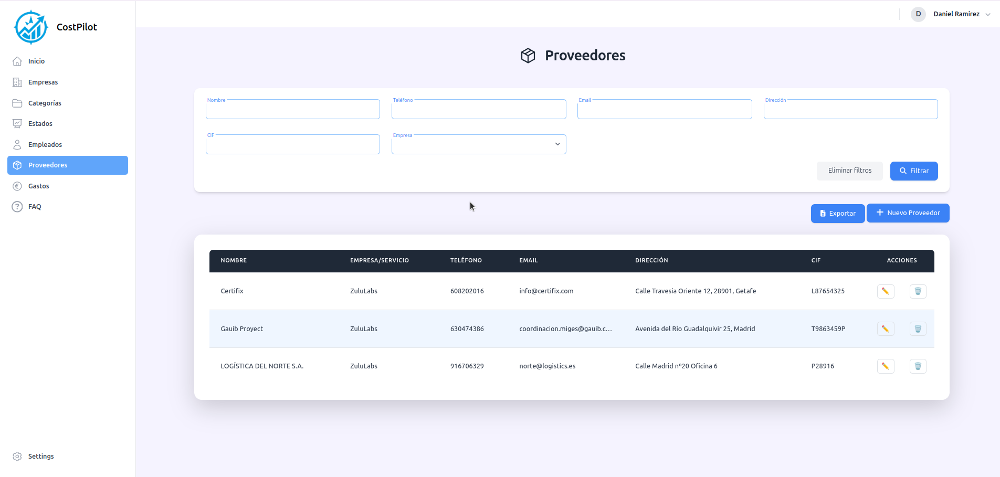 CostPilot
D Daniel Ramírez
Inicio
Empresas
Categorías
Estados
Empleados
Proveedores
Gastos
FAQ
Settings
Proveedores
Nombre Teléfono Email Dirección
CIF Empresa
Eliminar filtros Filtrar
Exportar Nuevo Proveedor
NOMBRE EMPRESA/SERVICIO TELÉFONO EMAIL DIRECCIÓN CIF ACCIONES
Certifix ZuluLabs 608202016 info@certifix.com Calle Travesia Oriente 12, 28901, Getafe L87654325
Gauib Proyect ZuluLabs 630474386 coordinacion.miges@gauib.c... Avenida del Río Guadalquivir 25, Madrid T9863459P
LOGÍSTICA DEL NORTE S.A. ZuluLabs 916706329 norte@logistics.es Calle Madrid nº20 Oficina 6 P28916